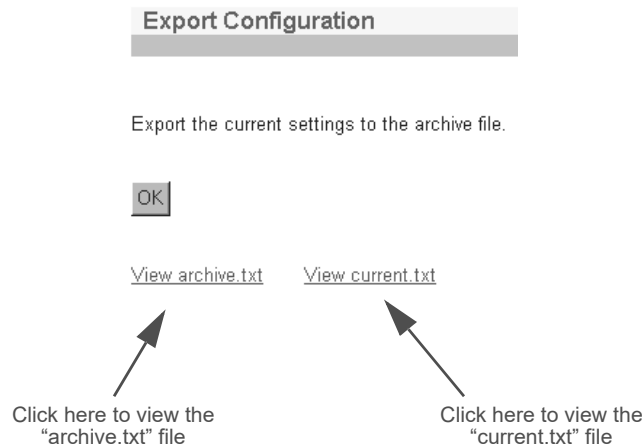 Export Configuration
Export the current settings to the archive file.
OK
View archive.txt View current.txt
Click here to view the
“archive.txt” file
Click here to view the
“current.txt” file